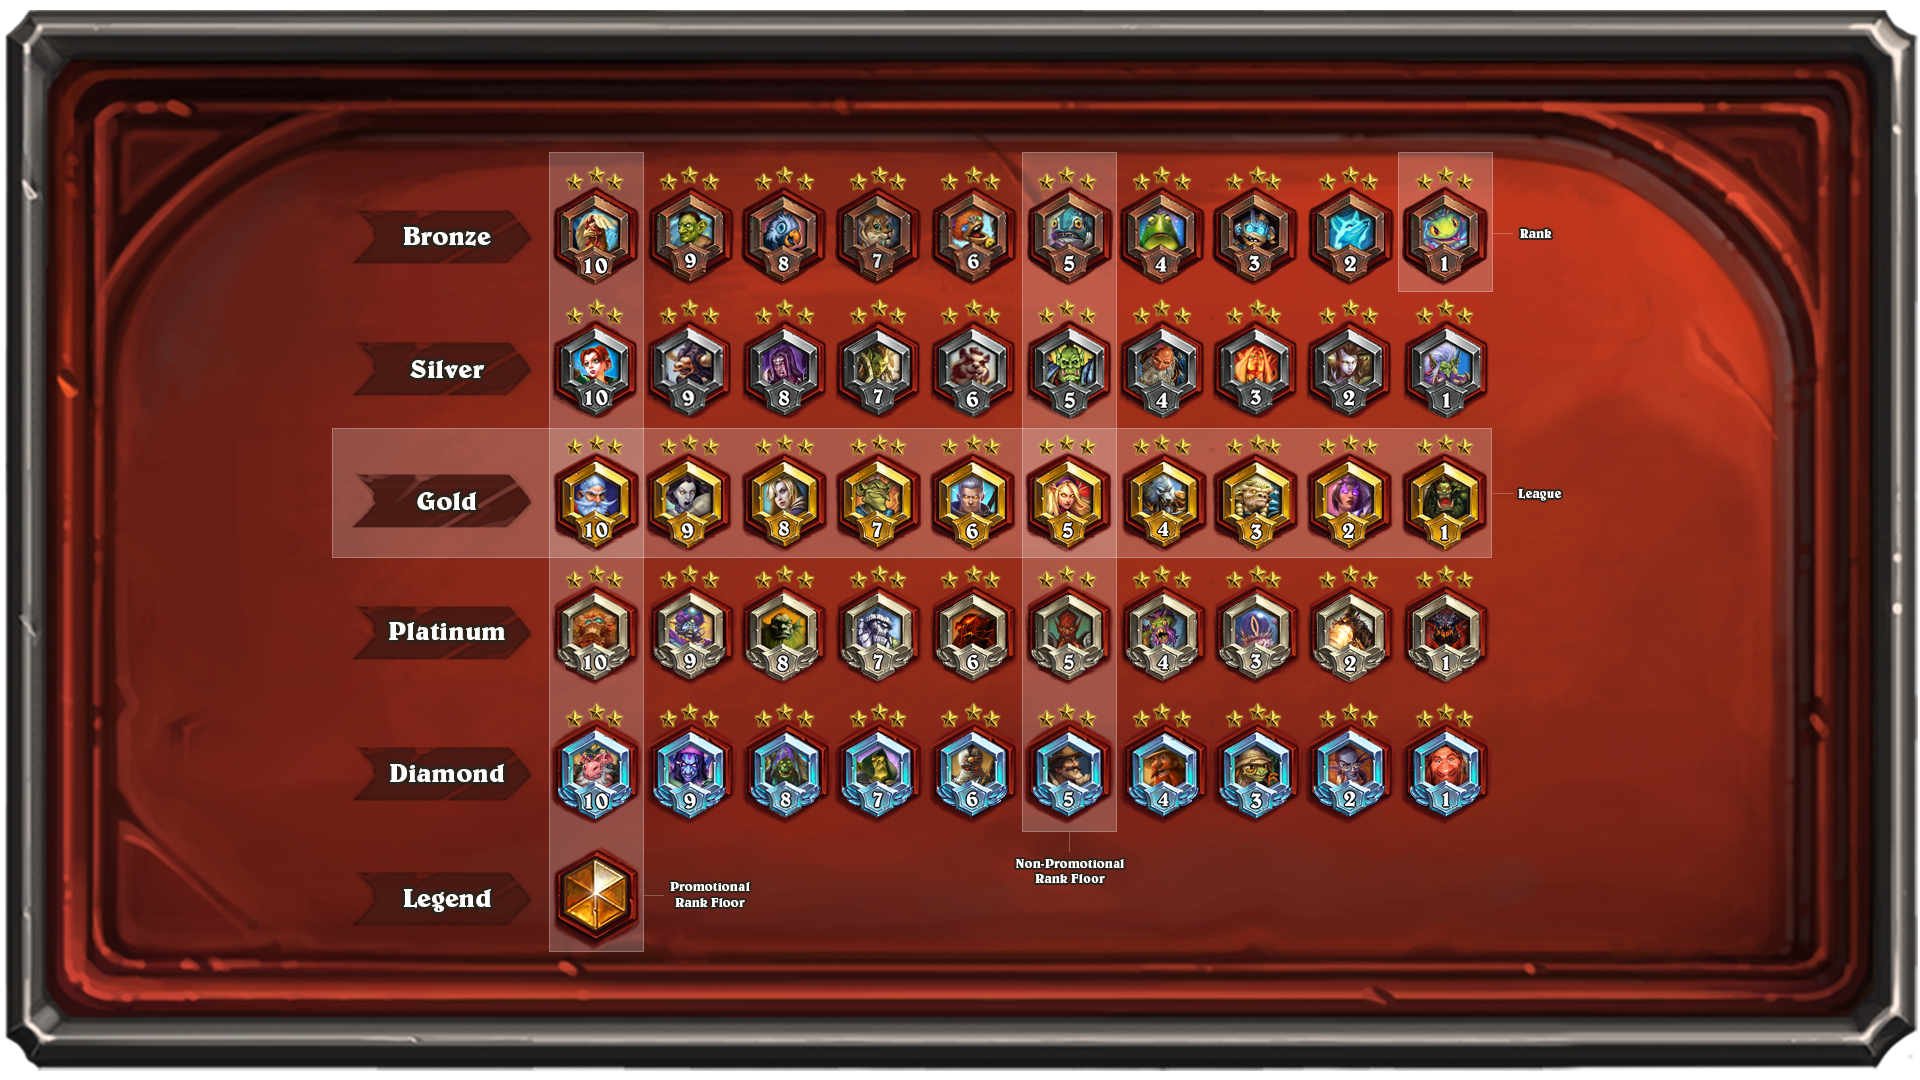 Bronze
10 9 8 7 6 5 4 3 2 1
Rank
Silver
10 9 8 7 6 5 4 3 2 1
Gold
10 9 8 7 6 5 4 3 2 1
League
Platinum
10 9 8 7 6 5 4 3 2 1
Diamond
10 9 8 7 6 5 4 3 2 1
Non-Promotional
Rank Floor
Legend
Promotional
Rank Floor